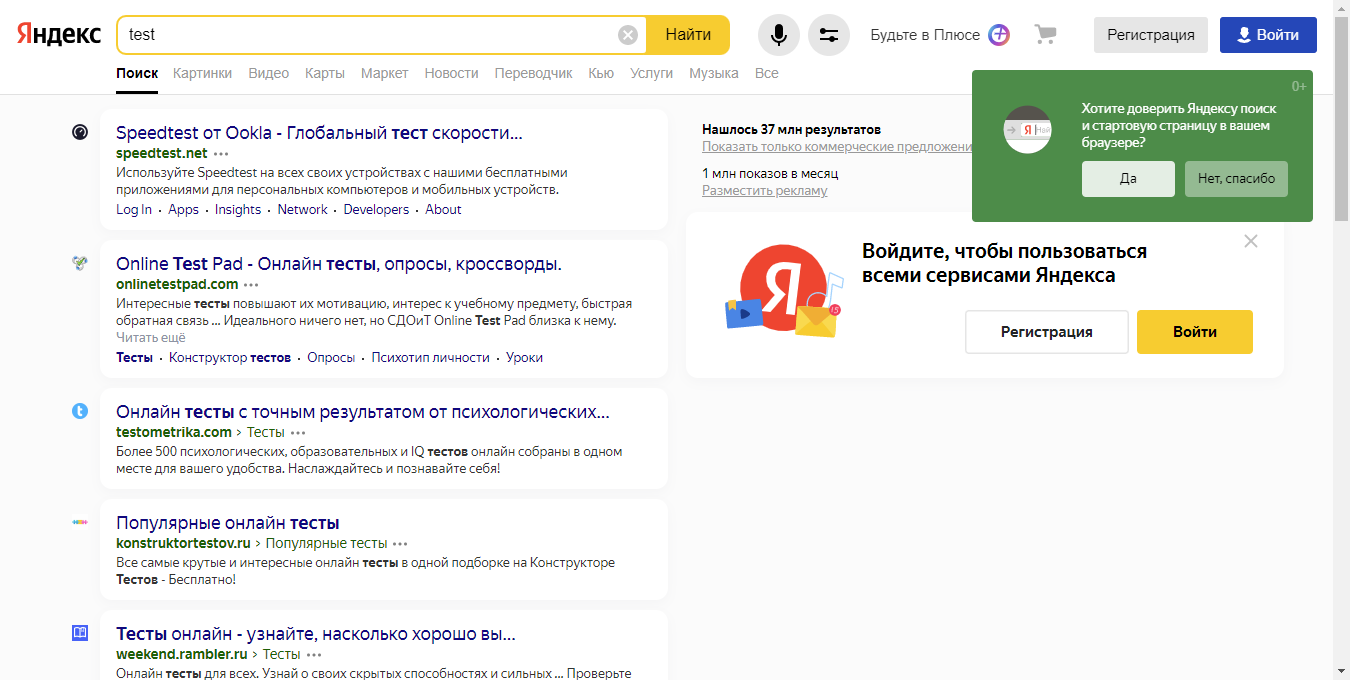 Яндекс
test
Найти
Будьте в Плюсе
Регистрация
Войти
Поиск Картинки Видео Карты Маркет Новости Переводчик Кью Услуги Музыка Все
0+
Хотите доверить Яндексу поиск
и стартовую страницу в вашем
браузере?
Да
Нет, спасибо
Speedtest от Ookla - Глобальный тест скорости...
speedtest.net
Используйте Speedtest на всех своих устройствах с нашими бесплатными
приложениями для персональных компьютеров и мобильных устройств.
Log In · Apps · Insights · Network · Developers · About
Online Test Pad - Онлайн тесты, опросы, кроссворды.
onlinetestpad.com
Интересные тесты повышают их мотивацию, интерес к учебному предмету, быстрая
обратная связь ... Идеального ничего нет, но СДОиТ Online Test Pad близка к нему.
Читать ещё
Тесты · Конструктор тестов · Опросы · Психотип личности · Уроки
Онлайн тесты с точным результатом от психологических...
testometrika.com › Тесты
Более 500 психологических, образовательных и IQ тестов онлайн собраны в одном
месте для вашего удобства. Наслаждайтесь и познавайте себя!
Популярные онлайн тесты
konstruktortestov.ru › Популярные тесты
Все самые крутые и интересные онлайн тесты в одной подборке на Конструкторе
Тестов - Бесплатно!
Тесты онлайн - узнайте, насколько хорошо вы...
weekend.rambler.ru › Тесты
Онлайн тесты для всех. Узнай о своих скрытых способностях и сильных ... Проверьте
Нашлось 37 млн результатов
Показать только коммерческие предложени
1 млн показов в месяц
Разместить рекламу
Я
15
Войдите, чтобы пользоваться
всеми сервисами Яндекса
Регистрация
Войти